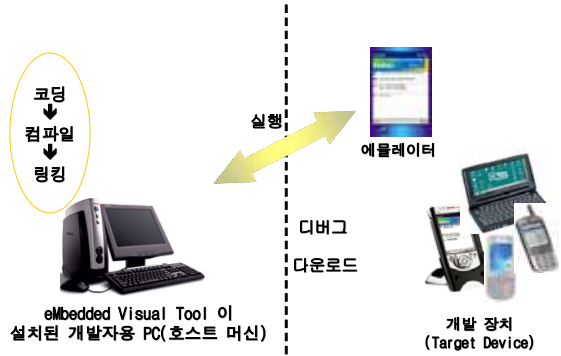 코딩
컴파일
링킹
실행
에뮬레이터
디버그
다운로드
eMbedded Visual Tool 이
설치된 개발자용 PC(호스트 머신)
개발 장치
(Target Device)